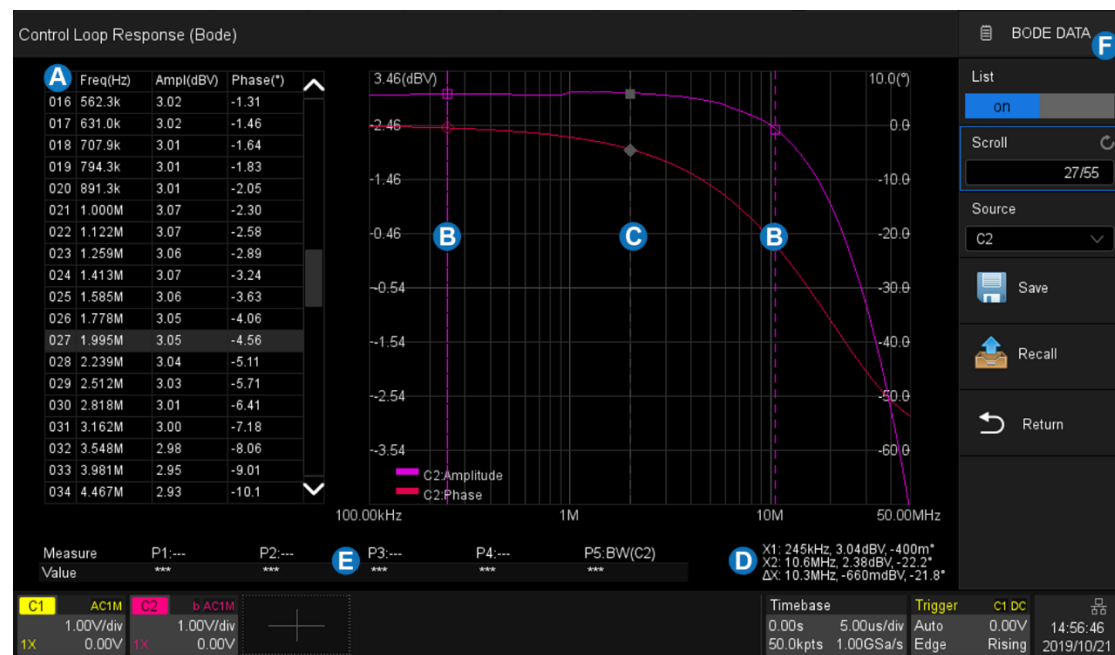 Control Loop Response (Bode)
BODE DATA
F
A
Freq(Hz) Ampl(dBV) Phase(°)
016 562.3k 3.02 -1.31
017 631.0k 3.02 -1.46
018 707.9k 3.01 -1.64
019 794.3k 3.01 -1.83
020 891.3k 3.01 -2.05
021 1.000M 3.07 -2.30
022 1.122M 3.07 -2.58
023 1.259M 3.06 -2.89
024 1.413M 3.07 -3.24
025 1.585M 3.06 -3.63
026 1.778M 3.05 -4.06
027 1.995M 3.05 -4.56
028 2.239M 3.04 -5.11
029 2.512M 3.03 -5.71
030 2.818M 3.01 -6.41
031 3.162M 3.00 -7.18
032 3.548M 2.98 -8.06
033 3.981M 2.95 -9.01
034 4.467M 2.93 -10.1
3.46(dBV) 10.0(°)
-2.46 0.0
-1.46 -10.0
-0.46 -20.0
B C B
-0.54 -30.0
-1.54 -40.0
-2.54 -50.0
-3.54 -60.0
C2:Amplitude
C2:Phase
100.00kHz 1M 10M 50.00MHz
List
on
Scroll
27/55
Source
C2
Save
Recall
Return
Measure P1:--- P2:--- P3:--- P4:--- P5:BW(C2)
Value *** *** *** *** ***
E
D
X1: 245kHz, 3.04dBV, -400m°
X2: 10.6MHz, 2.38dBV, -22.2°
ΔX: 10.3MHz, -660mdBV, -21.8°
C1 AC1M
1.00V/div
1X 0.00V
C2 b AC1M
1.00V/div
1X 0.00V
Timebase
0.00s 5.00us/div
50.0kpts 1.00GSa/s
Trigger C1 DC
Auto 0.00V
Edge Rising
14:56:46
2019/10/21